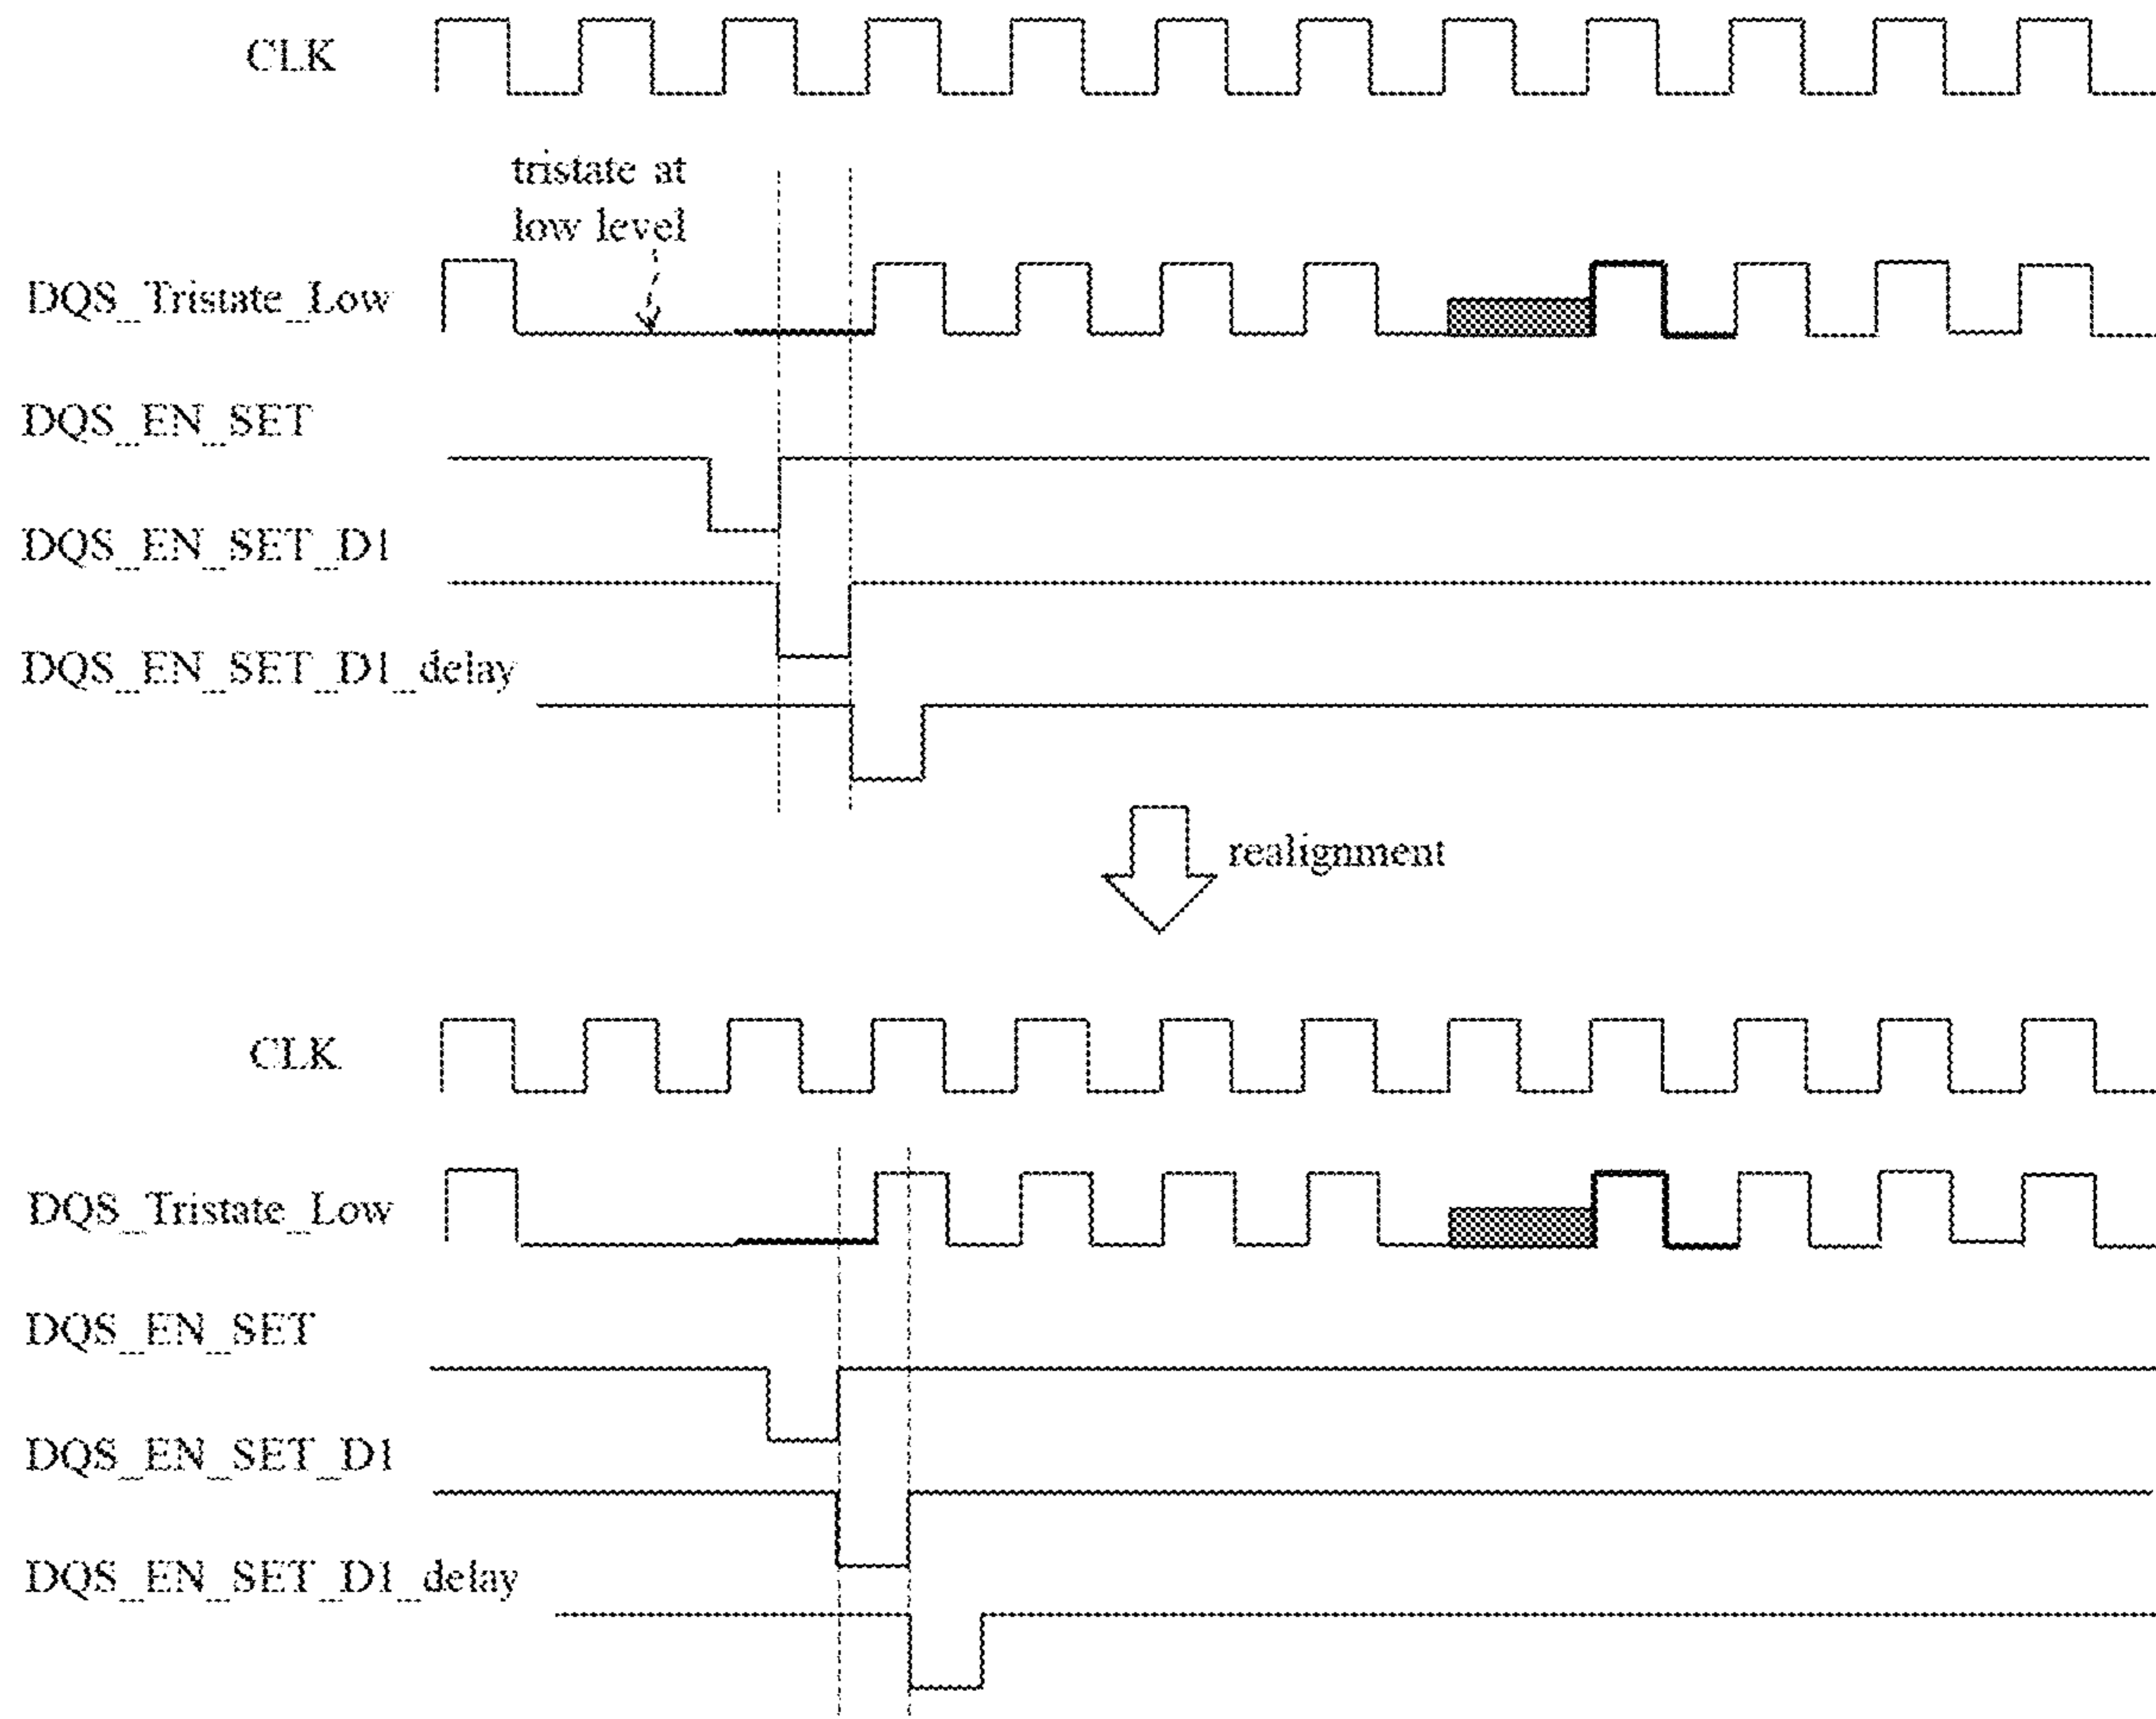 CLK
tristate at
low level
DQS_Tristate_Low
DQS_EN_SET
DQS_EN_SET_D1
DQS_EN_SET_D1_delay
realignment
CLK
DQS_Tristate_Low
DQS_EN_SET
DQS_EN_SET_D1
DQS_EN_SET_D1_delay